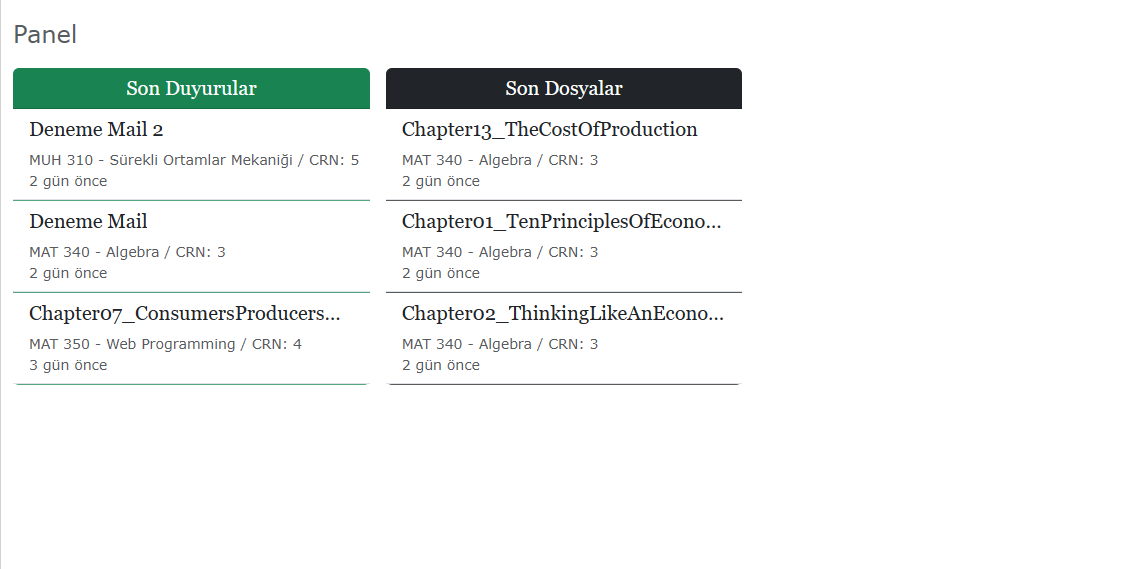 Panel
Son Duyurular
Deneme Mail 2
MUH 310 - Sürekli Ortamlar Mekaniği / CRN: 5
2 gün önce
Deneme Mail
MAT 340 - Algebra / CRN: 3
2 gün önce
Chapter07_ConsumersProducers...
MAT 350 - Web Programming / CRN: 4
3 gün önce
Son Dosyalar
Chapter13_TheCostOfProduction
MAT 340 - Algebra / CRN: 3
2 gün önce
Chapter01_TenPrinciplesOfEcono...
MAT 340 - Algebra / CRN: 3
2 gün önce
Chapter02_ThinkingLikeAnEcono...
MAT 340 - Algebra / CRN: 3
2 gün önce